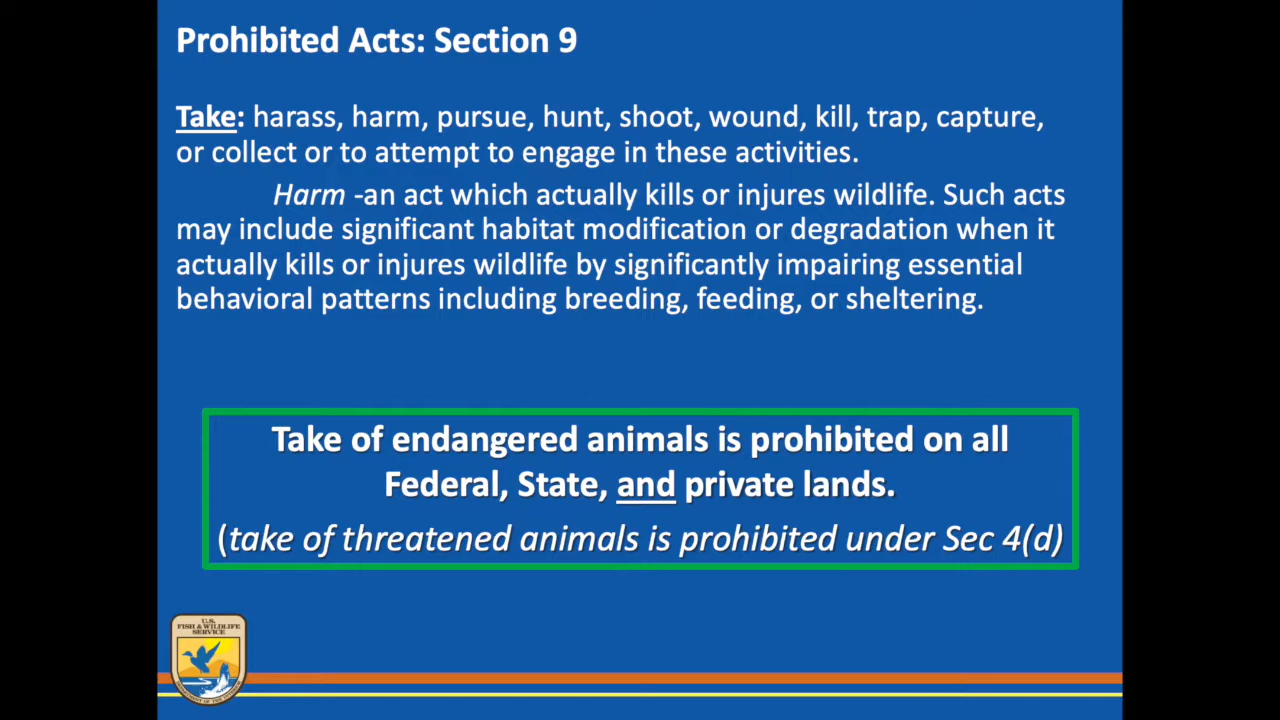 Prohibited Acts: Section 9
Take: harass, harm, pursue, hunt, shoot, wound, kill, trap, capture,
or collect or to attempt to engage in these activities.
Harm -an act which actually kills or injures wildlife. Such acts
may include significant habitat modification or degradation when it
actually kills or injures wildlife by significantly impairing essential
behavioral patterns including breeding, feeding, or sheltering.
Take of endangered animals is prohibited on all
Federal, State, and private lands.
(take of threatened animals is prohibited under Sec 4(d)
U.S.
FISH & WILDLIFE
SERVICE
DEPARTMENT OF THE INTERIOR